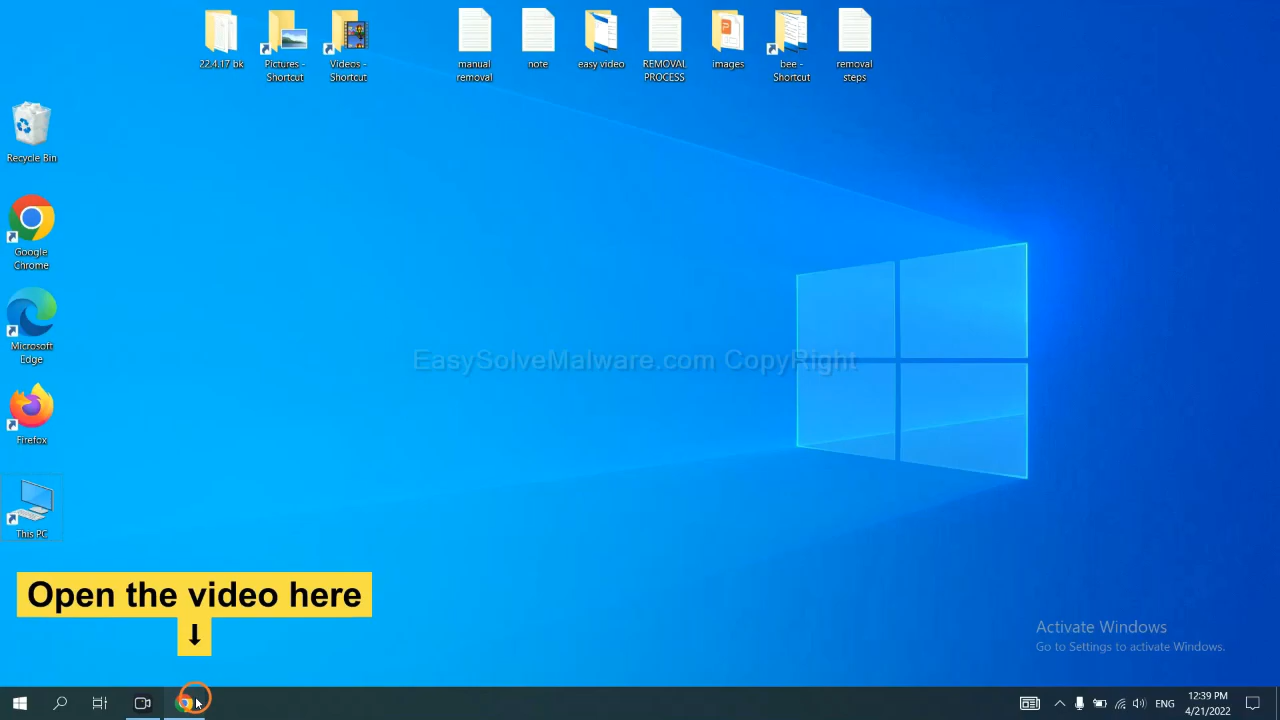 22.4.17 bk
Pictures -
Shortcut
Videos -
Shortcut
manual
removal
note
easy video
REMOVAL
PROCESS
images
bee -
Shortcut
removal
steps
Recycle Bin
Google
Chrome
Microsoft
Edge
Firefox
This PC
EasySolveMalware.com CopyRight
Open the video here
↓
Activate Windows
Go to Settings to activate Windows.
ENG
12:39 PM
4/21/2022